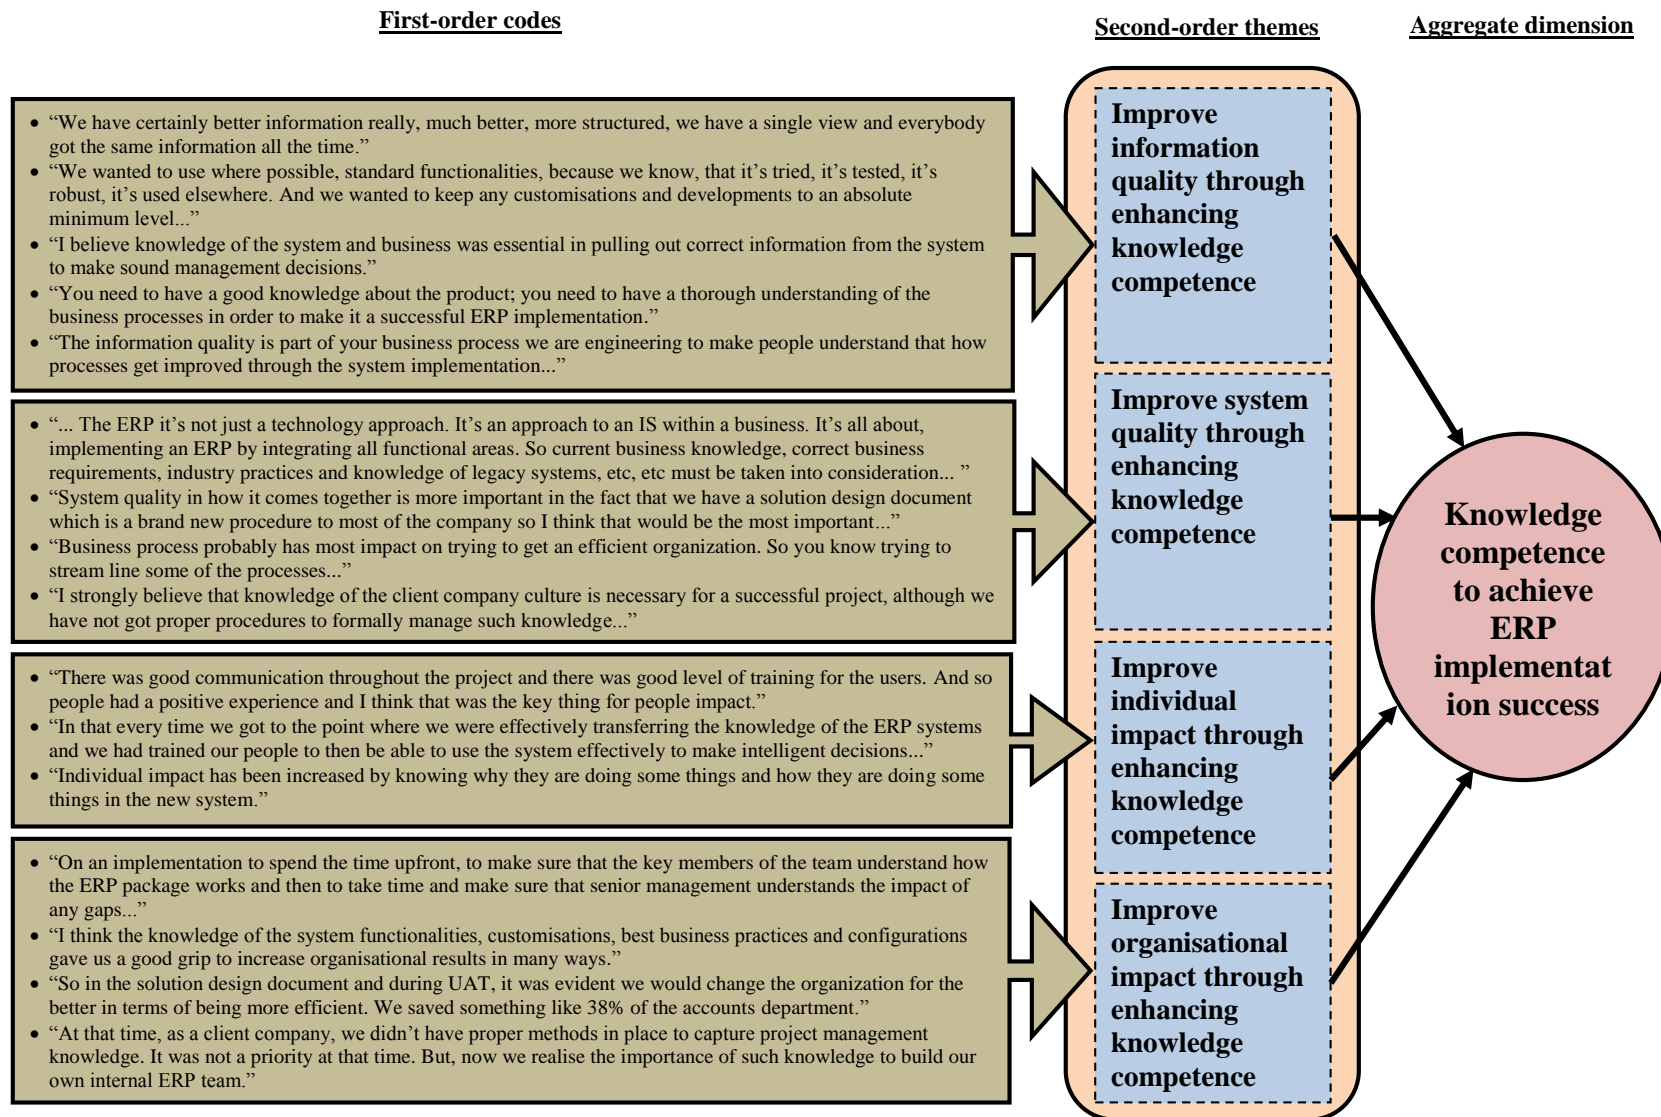 First-order codes
Second-order themes
Aggregate dimension
• “We have certainly better information really, much better, more structured, we have a single view and everybody
got the same information all the time.”
• “We wanted to use where possible, standard functionalities, because we know, that it’s tried, it’s tested, it’s
robust, it’s used elsewhere. And we wanted to keep any customisations and developments to an absolute
minimum level...”
• “I believe knowledge of the system and business was essential in pulling out correct information from the system
to make sound management decisions.”
• “You need to have a good knowledge about the product; you need to have a thorough understanding of the
business processes in order to make it a successful ERP implementation.”
• “The information quality is part of your business process we are engineering to make people understand that how
processes get improved through the system implementation...”
• “... The ERP it’s not just a technology approach. It’s an approach to an IS within a business. It’s all about,
implementing an ERP by integrating all functional areas. So current business knowledge, correct business
requirements, industry practices and knowledge of legacy systems, etc, etc must be taken into consideration... ”
• “System quality in how it comes together is more important in the fact that we have a solution design document
which is a brand new procedure to most of the company so I think that would be the most important...”
• “Business process probably has most impact on trying to get an efficient organization. So you know trying to
stream line some of the processes...”
• “I strongly believe that knowledge of the client company culture is necessary for a successful project, although we
have not got proper procedures to formally manage such knowledge...”
• “There was good communication throughout the project and there was good level of training for the users. And so
people had a positive experience and I think that was the key thing for people impact.”
• “In that every time we got to the point where we were effectively transferring the knowledge of the ERP systems
and we had trained our people to then be able to use the system effectively to make intelligent decisions...”
• “Individual impact has been increased by knowing why they are doing some things and how they are doing some
things in the new system.”
• “On an implementation to spend the time upfront, to make sure that the key members of the team understand how
the ERP package works and then to take time and make sure that senior management understands the impact of
any gaps...”
• “I think the knowledge of the system functionalities, customisations, best business practices and configurations
gave us a good grip to increase organisational results in many ways.”
• “So in the solution design document and during UAT, it was evident we would change the organization for the
better in terms of being more efficient. We saved something like 38% of the accounts department.”
• “At that time, as a client company, we didn’t have proper methods in place to capture project management
knowledge. It was not a priority at that time. But, now we realise the importance of such knowledge to build our
own internal ERP team.”
Improve
information
quality through
enhancing
knowledge
competence
Improve system
quality through
enhancing
knowledge
competence
Improve
individual
impact through
enhancing
knowledge
competence
Improve
organisational
impact through
enhancing
knowledge
competence
Knowledge
competence
to achieve
ERP
implementat
ion success